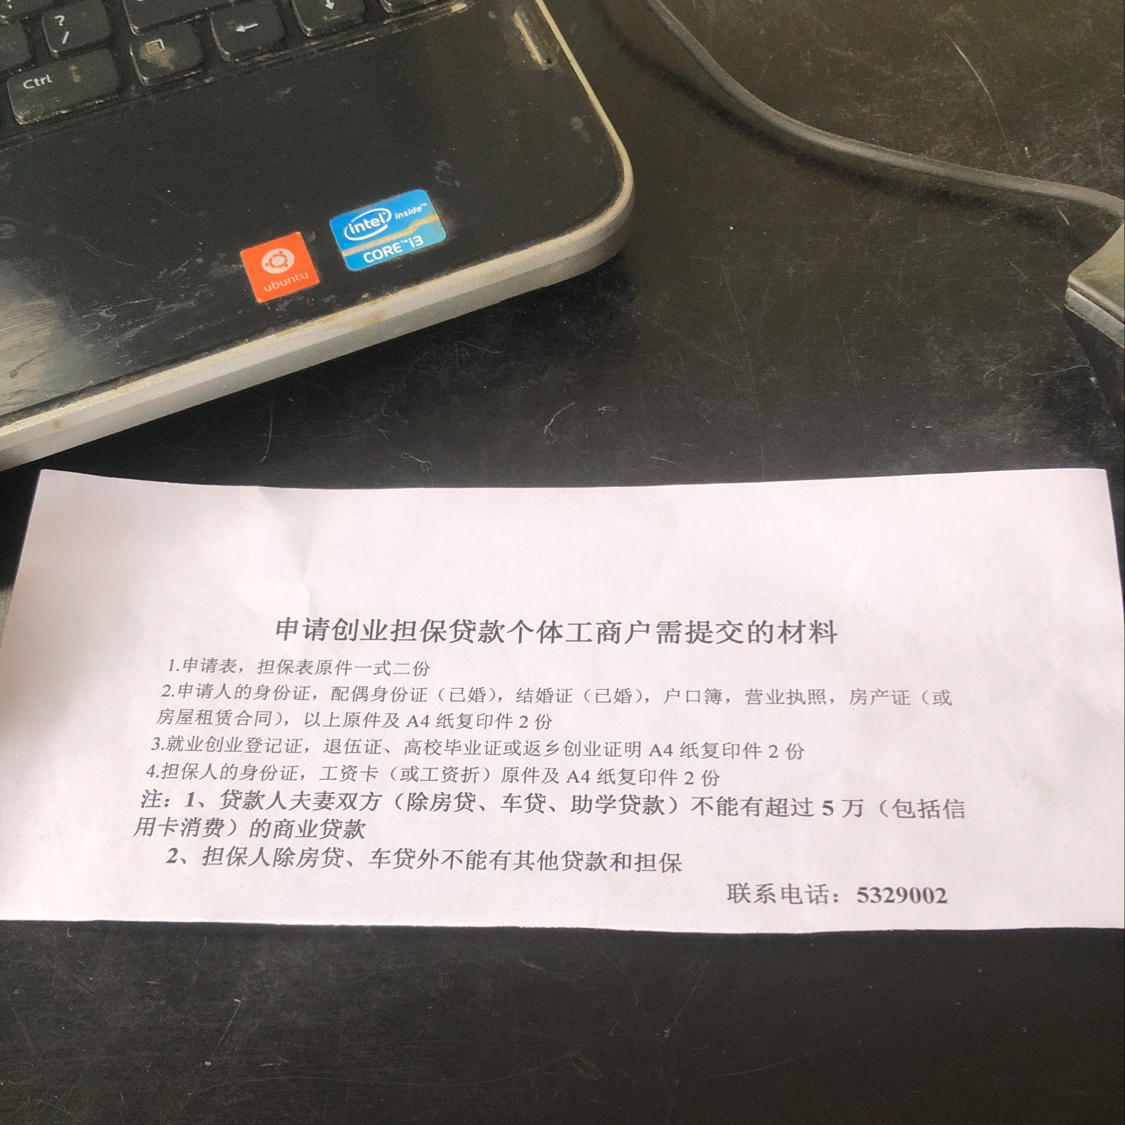 ?
/
Ctrl
intel inside™
CORE™ i3
ubuntu
申请创业担保贷款个体工商户需提交的材料
1.申请表，担保表原件一式二份
2.申请人的身份证，配偶身份证（已婚），结婚证（已婚），户口簿，营业执照，房产证（或
房屋租赁合同），以上原件及 A4 纸复印件 2 份
3.就业创业登记证，退伍证、高校毕业证或返乡创业证明 A4 纸复印件 2 份
4.担保人的身份证，工资卡（或工资折）原件及 A4 纸复印件 2 份
注：1、贷款人夫妻双方（除房贷、车贷、助学贷款）不能有超过 5 万（包括信
用卡消费）的商业贷款
2、担保人除房贷、车贷外不能有其他贷款和担保
联系电话：5329002